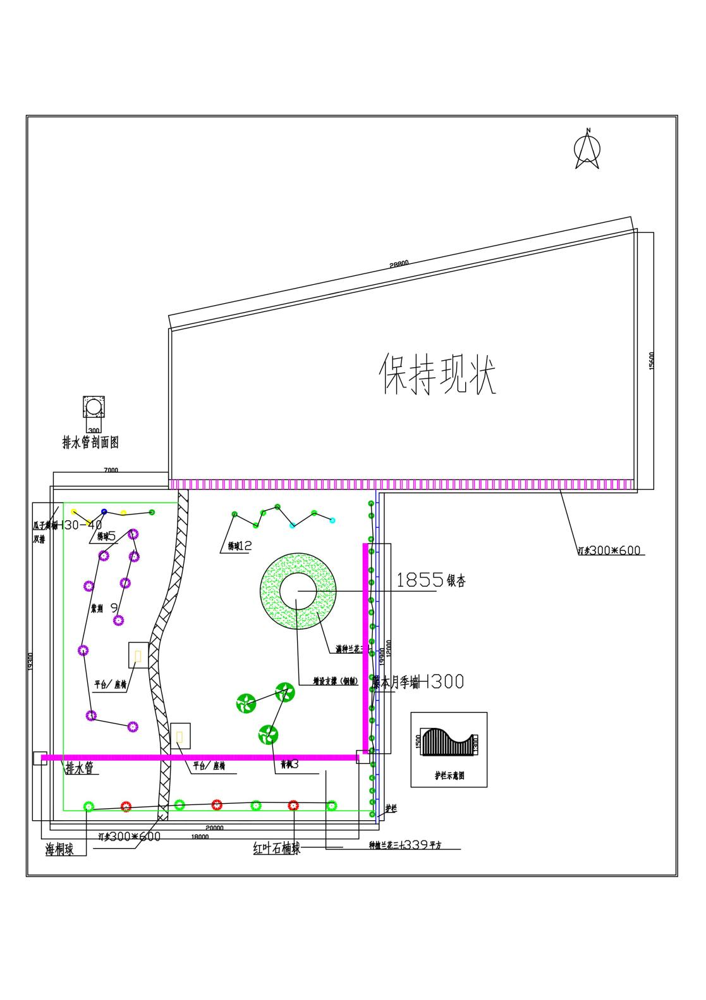 N
28800
15600
保持现状
300
排水管剖面图
7000
瓜子黄杨H30-40
双排
绣球5
绣球12
汀步300*600
1855银杏
紫荆 9
满种兰花三七
19300
19900
12000
平台/座椅
增设支撑(钢制)
藤本月季墙H300
1500
1300
护栏示意图
排水管
平台/座椅
青枫3
护栏
20000
18000
汀步300*600
海桐球
红叶石楠球
种植兰花三七339平方